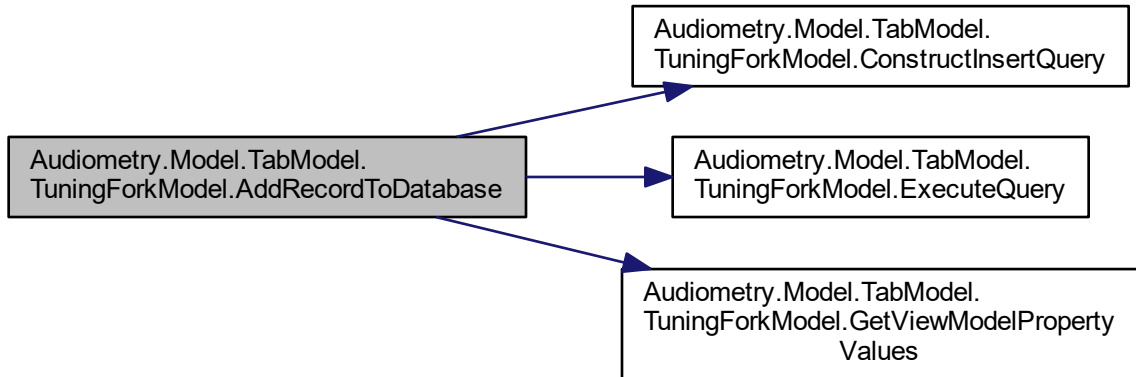 Audiometry.Model.TabModel.
TuningForkModel.ConstructInsertQuery
Audiometry.Model.TabModel.
TuningForkModel.AddRecordToDatabase
Audiometry.Model.TabModel.
TuningForkModel.ExecuteQuery
Audiometry.Model.TabModel.
TuningForkModel.GetViewModelProperty
Values